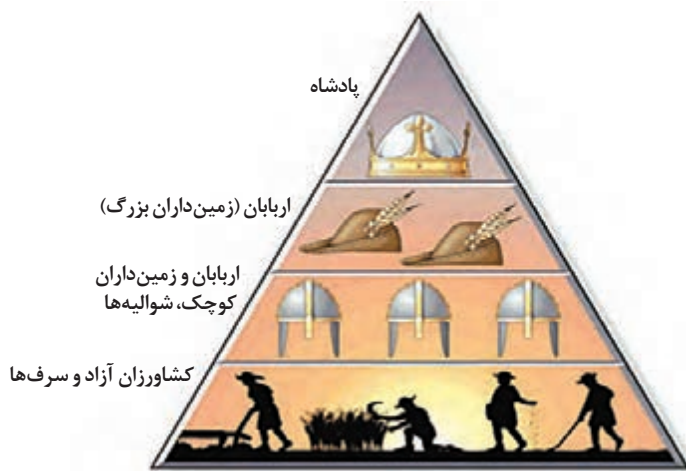 پادشاه
اربابان (زمین‌داران بزرگ)
اربابان و زمین‌داران
کوچک، شوالیه‌ها
کشاورزان آزاد و سرف‌ها